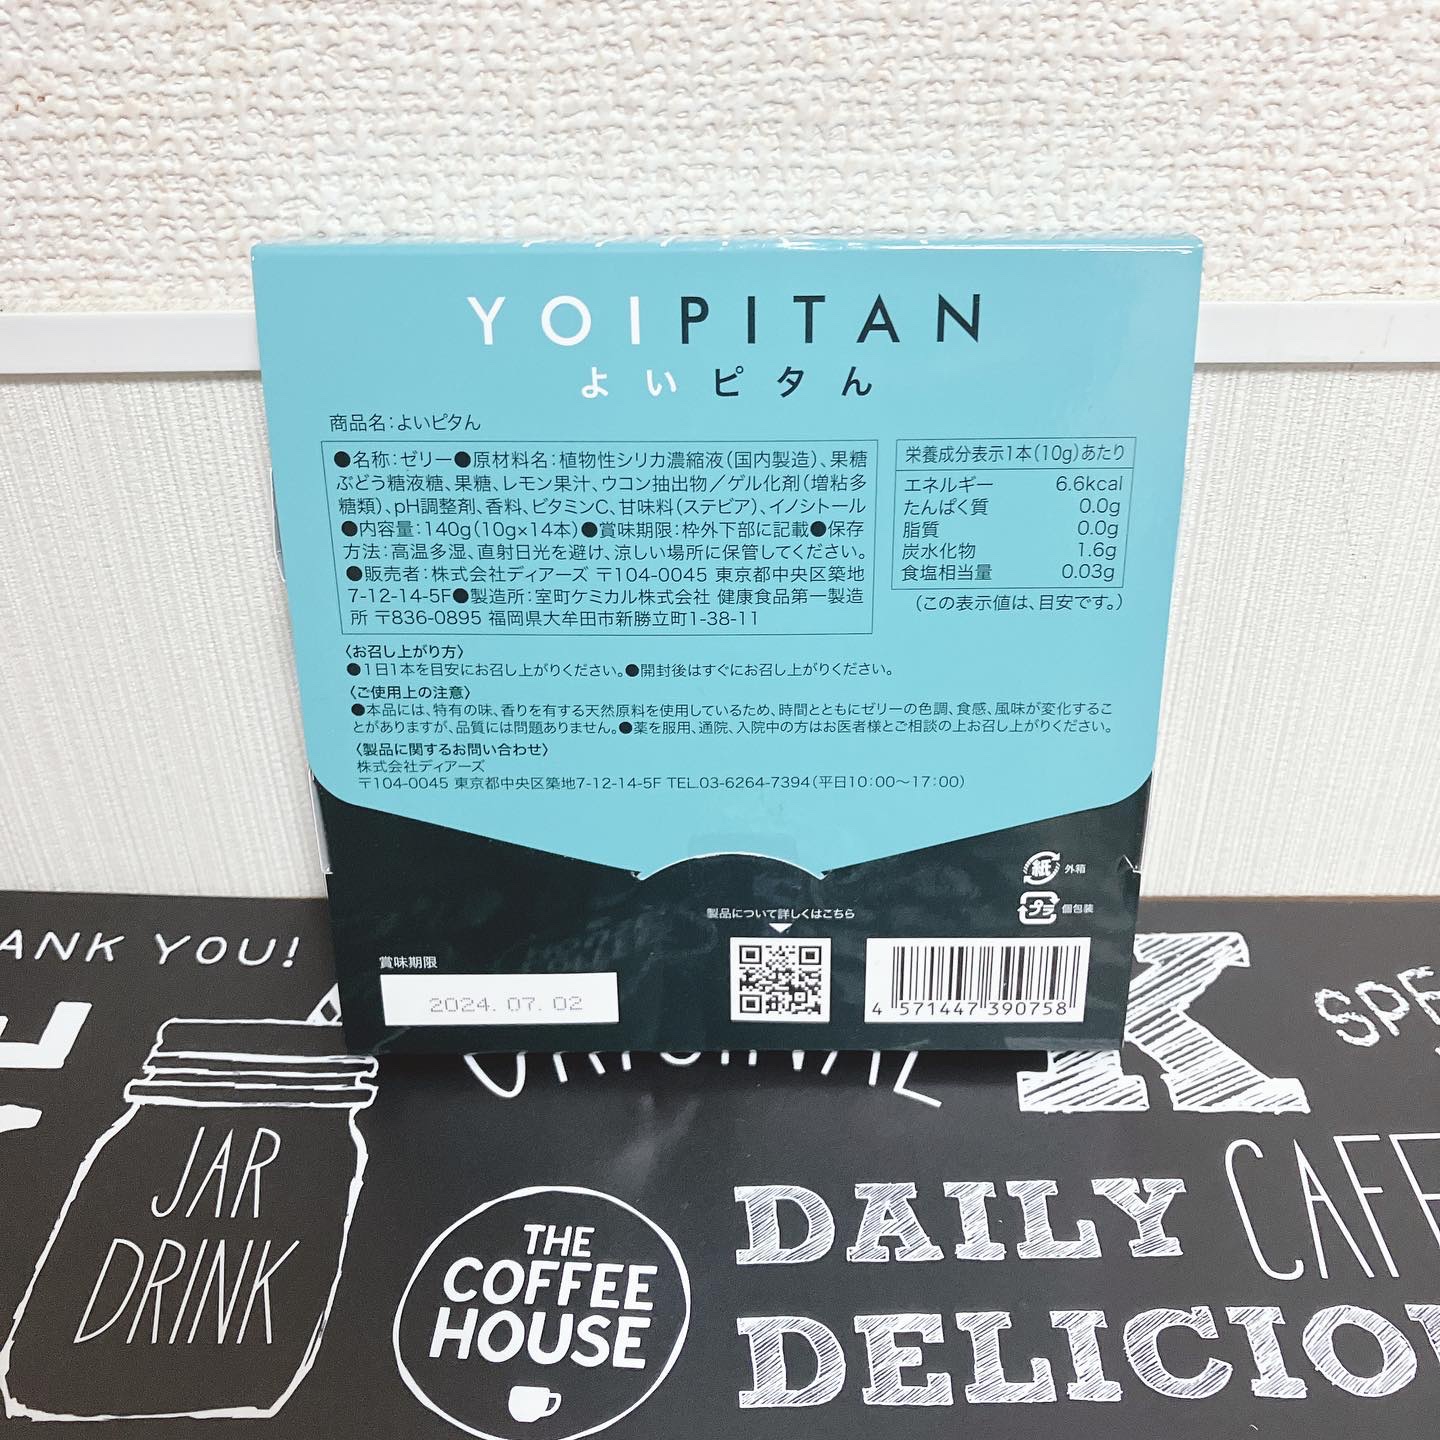 YOIPITAN
よいピタん
商品名：よいピタん
●名称：ゼリー●原材料名：植物性シリカ濃縮液（国内製造）、果糖
ぶどう糖液糖、果糖、レモン果汁、ウコン抽出物／ゲル化剤（増粘多
糖類）、pH調整剤、香料、ビタミンC、甘味料（ステビア）、イノシトール
●内容量：140g（10g×14本）●賞味期限：枠外下部に記載●保存
方法：高温多湿、直射日光を避け、涼しい場所に保管してください。
●販売者：株式会社ディアーズ 〒104-0045 東京都中央区築地
7-12-14-5F●製造所：室町ケミカル株式会社 健康食品第一製造
所 〒836-0895 福岡県大牟田市新勝立町1-38-11
栄養成分表示1本（10g）あたり
エネルギー 6.6kcal
たんぱく質 0.0g
脂質 0.0g
炭水化物 1.6g
食塩相当量 0.03g
（この表示値は、目安です。）
〈お召し上がり方〉
●1日1本を目安にお召し上がりください。●開封後はすぐにお召し上がりください。
〈ご使用上の注意〉
●本品には、特有の味、香りを有する天然原料を使用しているため、時間とともにゼリーの色調、食感、風味が変化するこ
とがありますが、品質には問題ありません。●薬を服用、通院、入院中の方はお医者様とご相談の上お召し上がりください。
〈製品に関するお問い合わせ〉
株式会社ディアーズ
〒104-0045 東京都中央区築地7-12-14-5F TEL.03-6264-7394（平日10：00〜17：00）
紙 外箱
プラ 個包装
製品について詳しくはこちら
賞味期限
2024. 07. 02
4 571447 390758
ANK YOU!
ORIGINAL
K
SPE
JAR
DRINK
THE
COFFEE
HOUSE
DAILY
CAFE
DELICIO